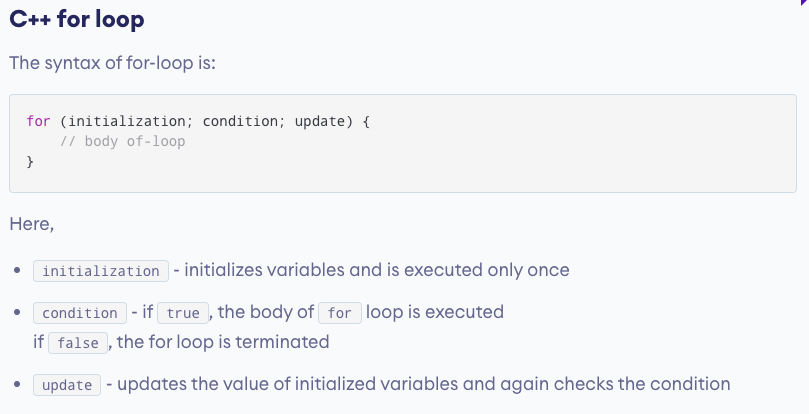 C++ for loop
The syntax of for-loop is:
for (initialization; condition; update) {
    // body of-loop
}
Here,
• initialization - initializes variables and is executed only once
• condition - if true, the body of for loop is executed
if false, the for loop is terminated
• update - updates the value of initialized variables and again checks the condition